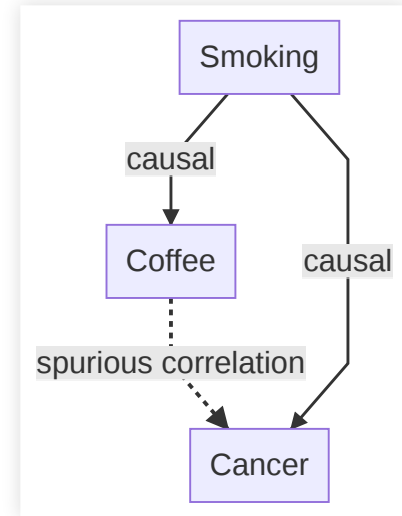 Smoking
causal
Coffee
causal
spurious correlation
Cancer